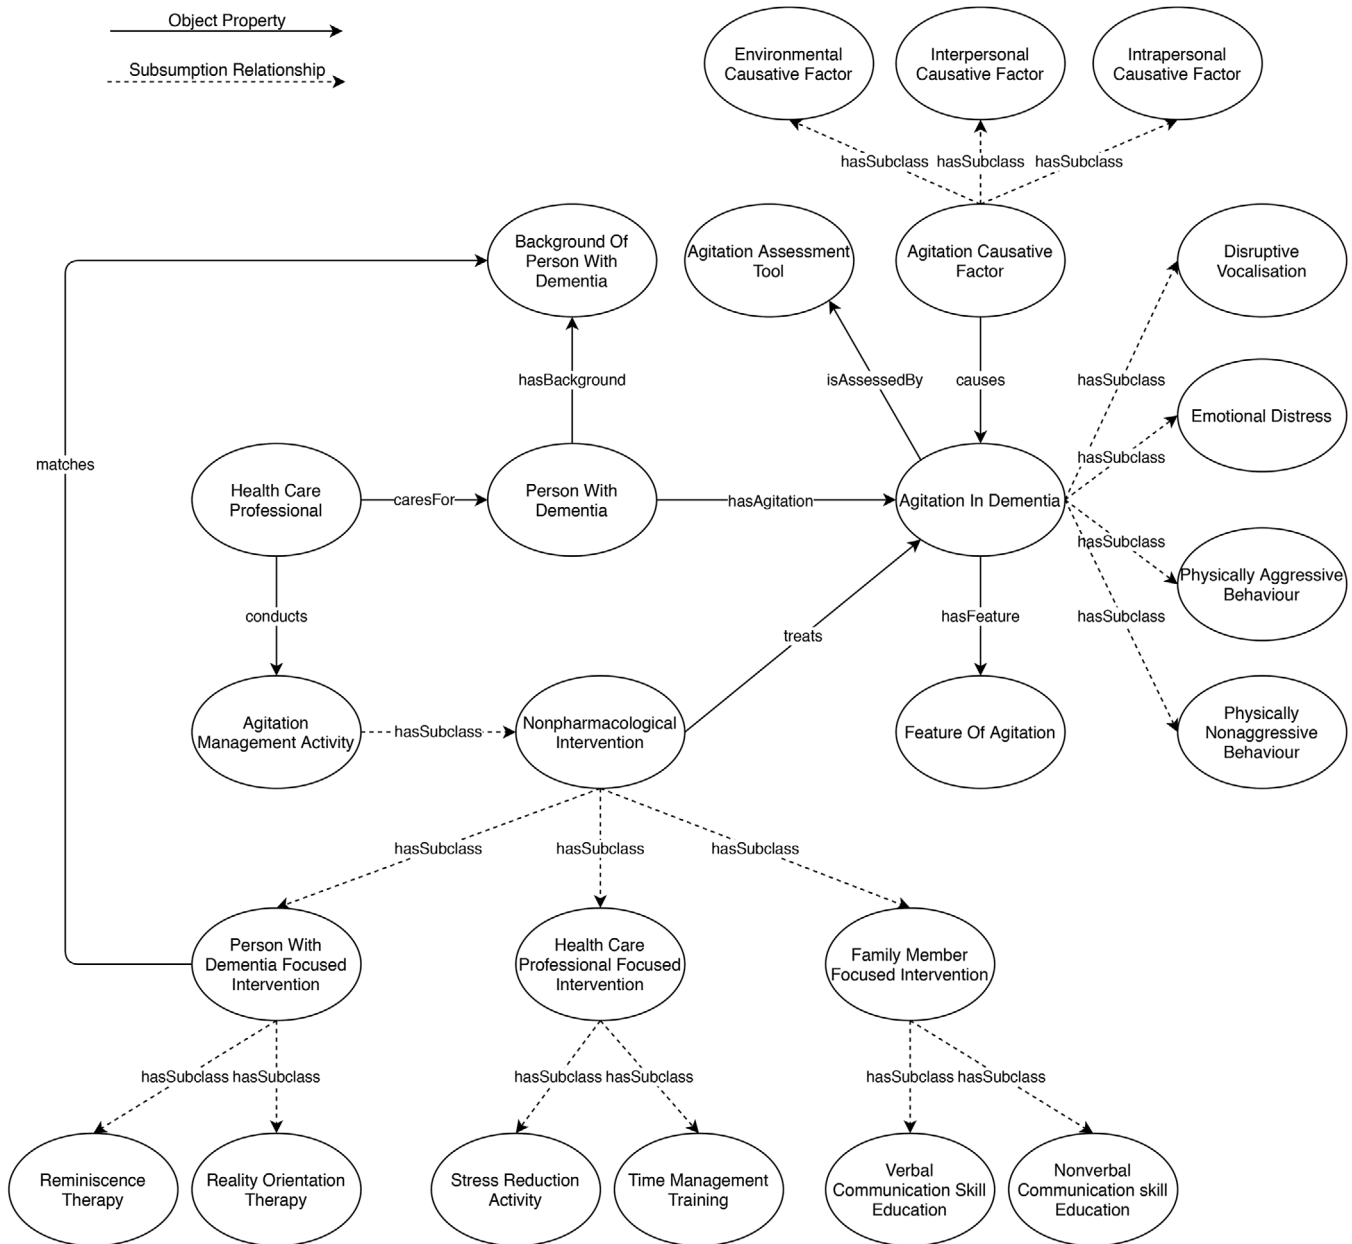 Object Property
Subsumption Relationship
Environmental
Causative Factor
Interpersonal
Causative Factor
Intrapersonal
Causative Factor
hasSubclass
hasSubclass
hasSubclass
Background Of
Person With
Dementia
Agitation Assessment
Tool
Agitation Causative
Factor
Disruptive
Vocalisation
hasBackground
isAssessedBy
causes
hasSubclass
Emotional Distress
matches
hasSubclass
Health Care
Professional
caresFor
Person With
Dementia
hasAgitation
Agitation In Dementia
hasSubclass
Physically Aggressive
Behaviour
conducts
treats
hasFeature
hasSubclass
Agitation
Management Activity
hasSubclass
Nonpharmacological
Intervention
Feature Of Agitation
Physically
Nonaggressive
Behaviour
hasSubclass
hasSubclass
hasSubclass
Person With
Dementia Focused
Intervention
Health Care
Professional Focused
Intervention
Family Member
Focused Intervention
hasSubclass
hasSubclass
hasSubclass
hasSubclass
hasSubclass
hasSubclass
Reminiscence
Therapy
Reality Orientation
Therapy
Stress Reduction
Activity
Time Management
Training
Verbal
Communication Skill
Education
Nonverbal
Communication skill
Education